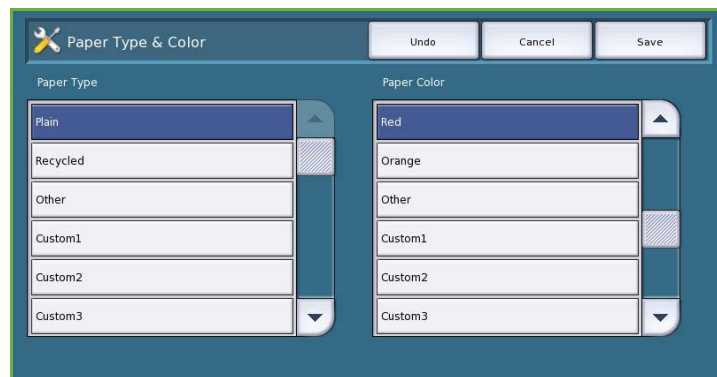 Paper Type & Color
Undo
Cancel
Save
Paper Type
Paper Color
Plain
Recycled
Other
Custom1
Custom2
Custom3
Red
Orange
Other
Custom1
Custom2
Custom3